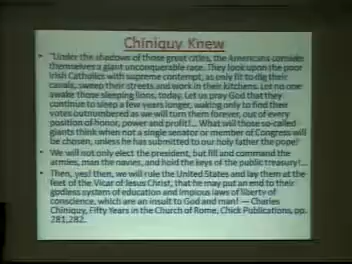 Chiniquy Knew
• "Under the shadows of those great cities, the Americans consider
themselves a giant unconquerable race. They look upon the poor
Irish Catholics with supreme contempt, as only fit to dig their
canals, sweep their streets and work in their kitchens. Let no one
awake those sleeping lions, today. Let us pray God that they
continue to sleep a few years longer, waking only to find their
votes outnumbered as we will turn them forever, out of every
position of honor, power and profit!... What will those so-called
giants think when not a single senator or member of Congress will
be chosen, unless he has submitted to our holy father the pope!
• We will not only elect the president, but fill and command the
armies, man the navies, and hold the keys of the public treasury!...
• Then, yes! then, we will rule the United States and lay them at the
feet of the Vicar of Jesus Christ, that he may put an end to their
godless system of education and impious laws of liberty of
conscience, which are an insult to God and man! — Charles
Chiniquy, Fifty Years in the Church of Rome, Chick Publications, pp.
281,282.